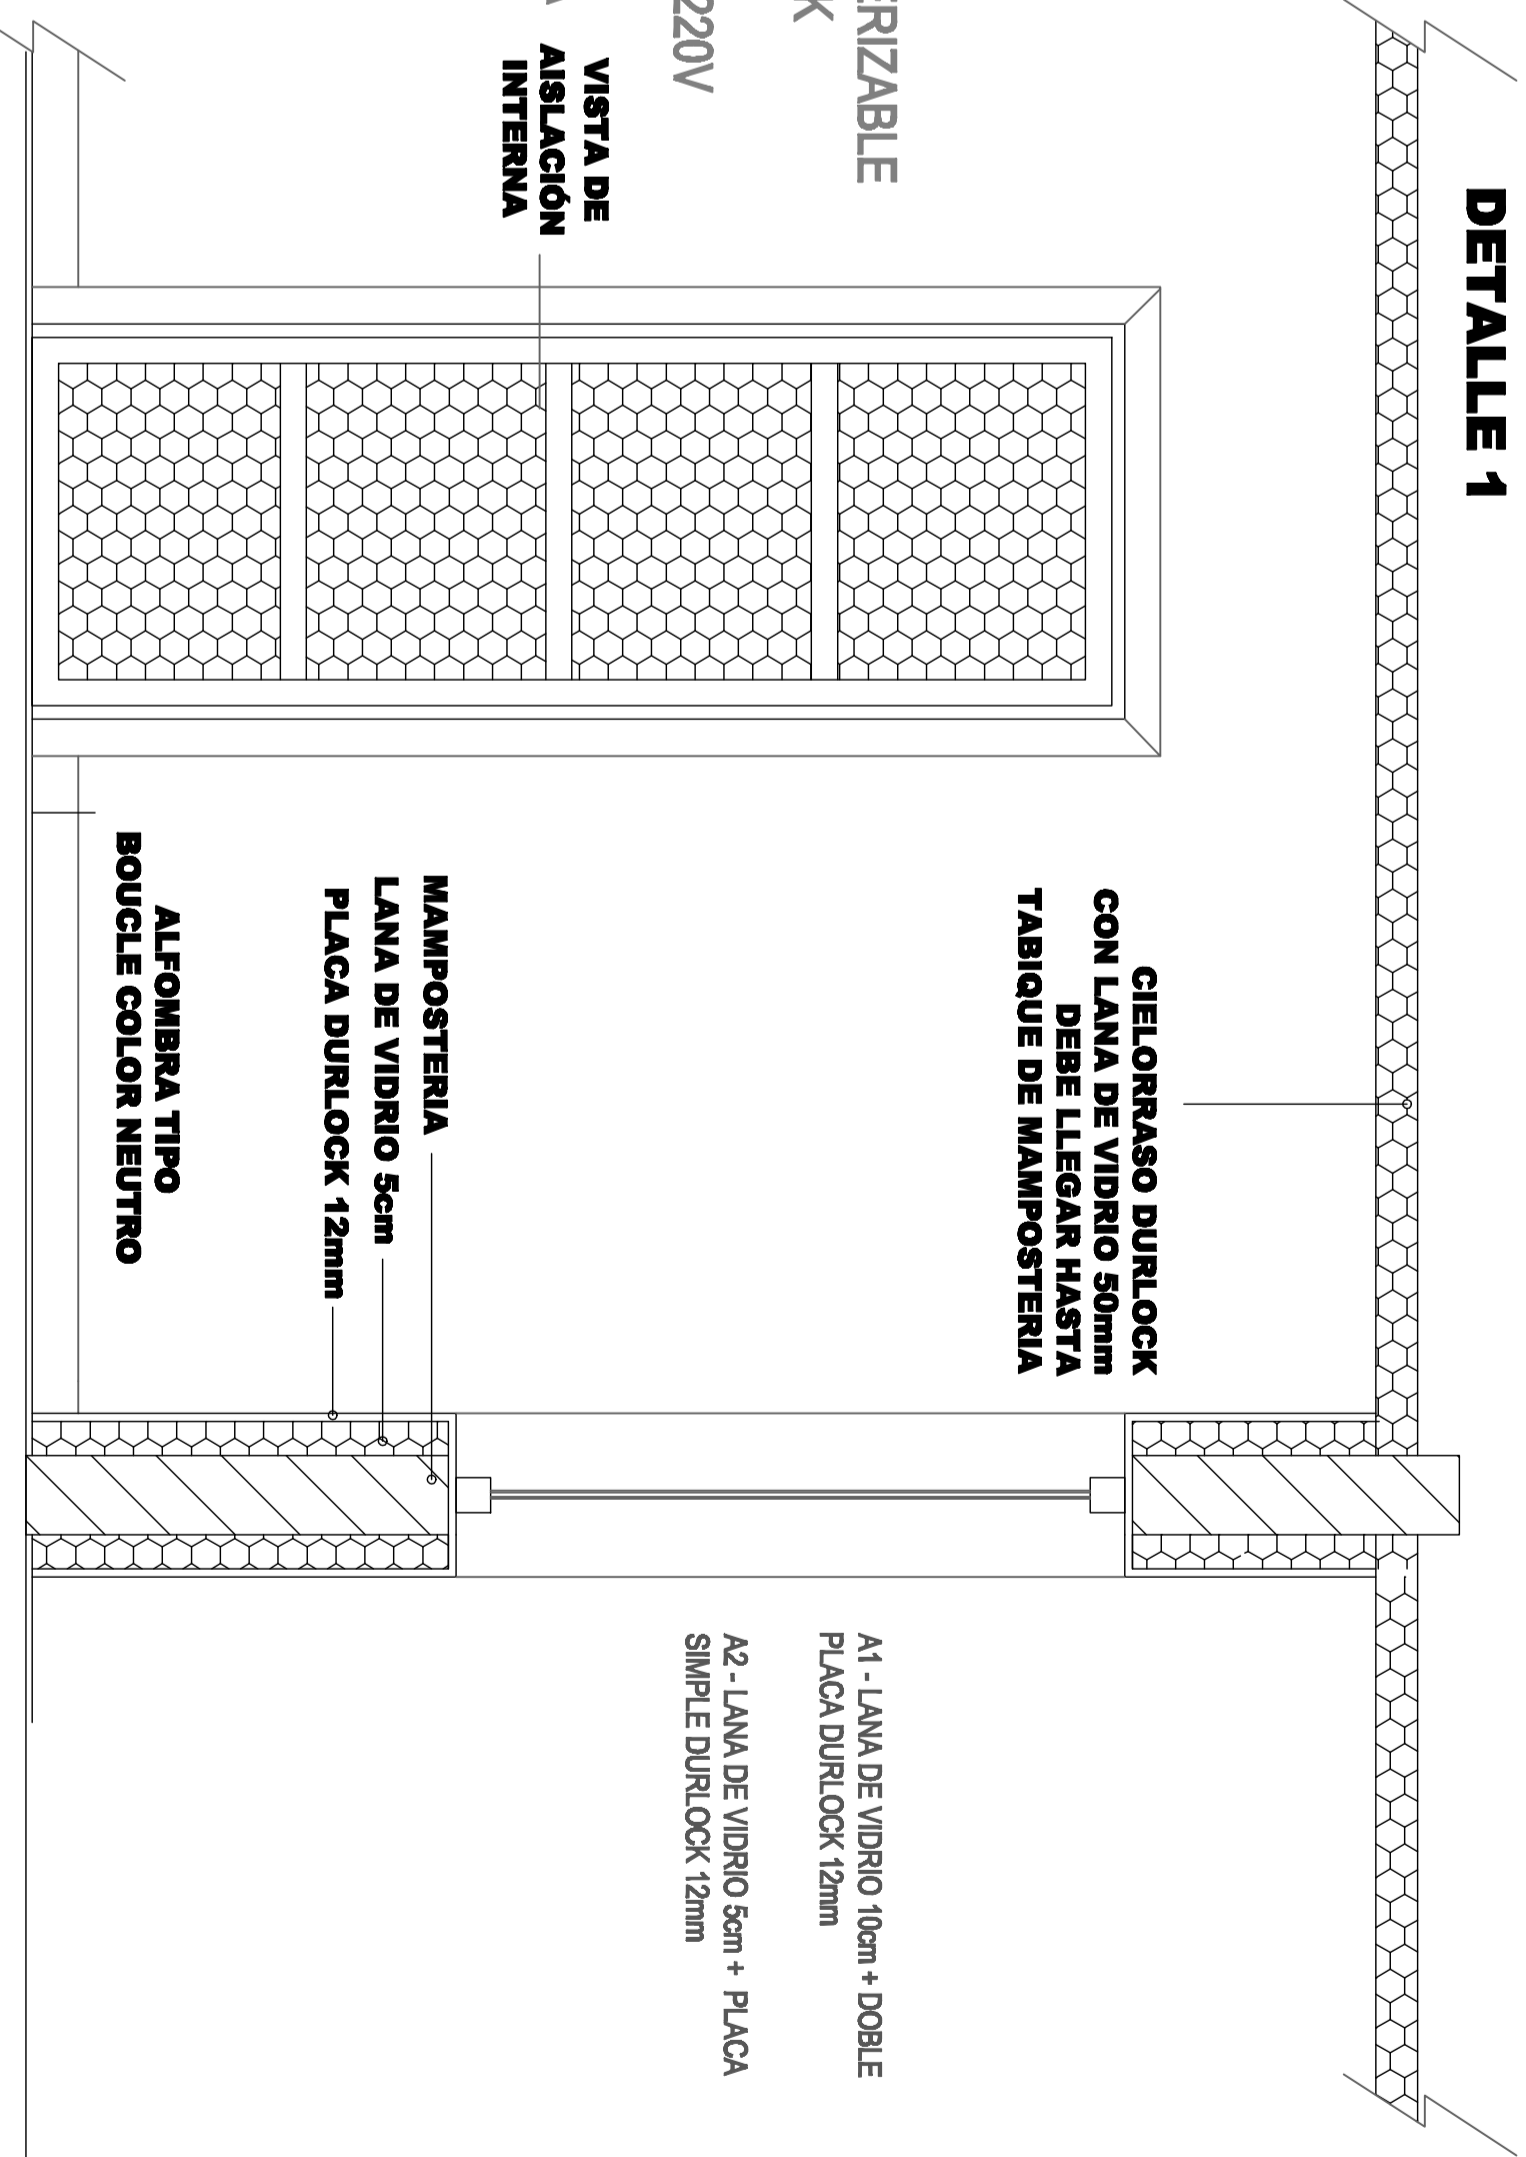 DETALLE 1
220V
VISTA DE
AISLACIÓN
INTERNA
CIELORRASO DURLOCK
CON LANA DE VIDRIO 50mm
DEBE LLEGAR HASTA
TABIQUE DE MAMPOSTERIA
MAMPOSTERIA
LANA DE VIDRIO 5cm
PLACA DURLOCK 12mm
ALFOMBRA TIPO
BOUCLE COLOR NEUTRO
A1 - LANA DE VIDRIO 10cm + DOBLE
PLACA DURLOCK 12mm
A2 - LANA DE VIDRIO 5cm + PLACA
SIMPLE DURLOCK 12mm